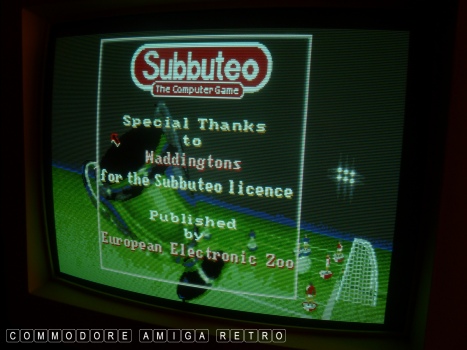 Subbuteo
The Computer Game
Special Thanks
to
Waddingtons
for the Subbuteo licence
Published
by
European Electronic Zoo
COMMODORE AMIGA RETRO